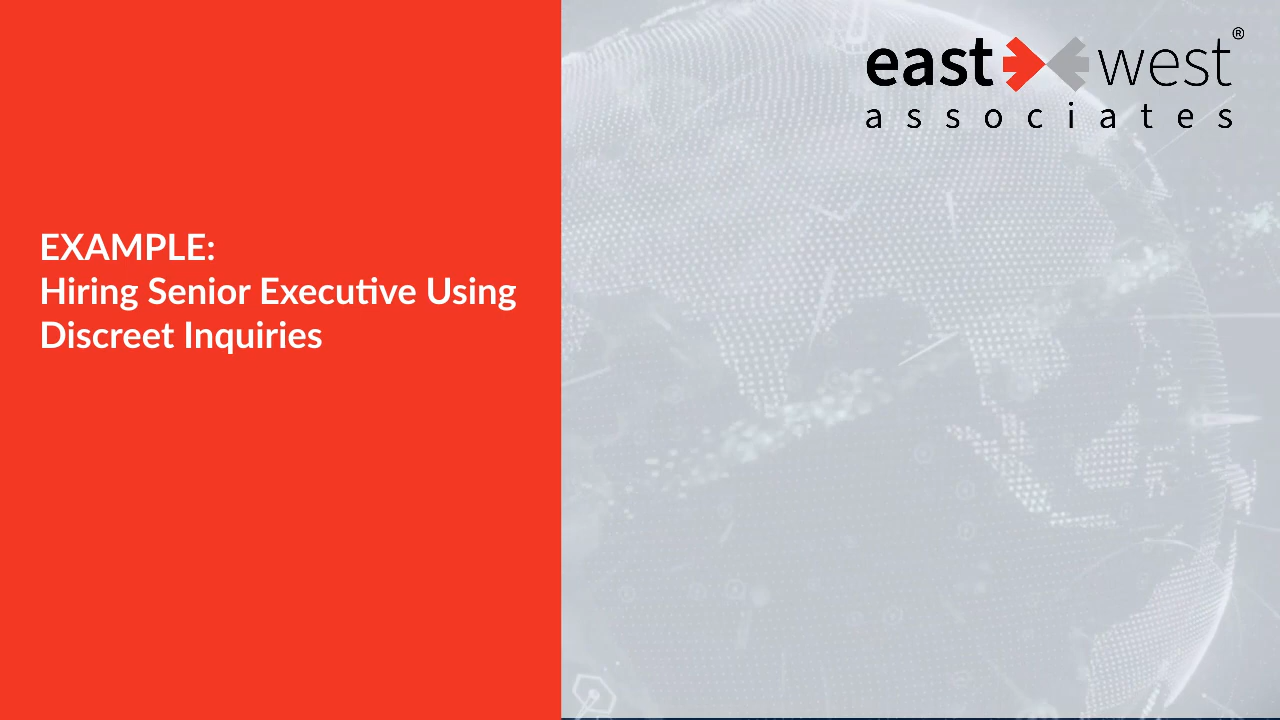 east west®
associates
EXAMPLE:
Hiring Senior Executive Using
Discreet Inquiries